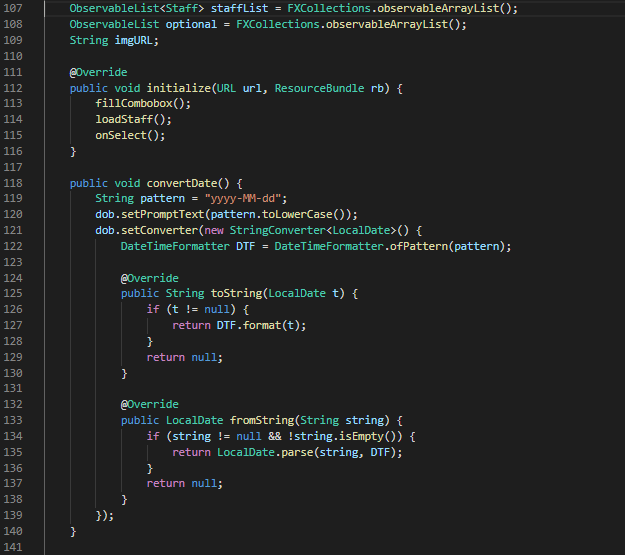 107 ObservableList<Staff> staffList = FXCollections.observableArrayList();
108 ObservableList optional = FXCollections.observableArrayList();
109 String imgURL;
110
111 @Override
112 public void initialize(URL url, ResourceBundle rb) {
113 fillCombobox();
114 loadStaff();
115 onSelect();
116 }
117
118 public void convertDate() {
119 String pattern = "yyyy-MM-dd";
120 dob.setPromptText(pattern.toLowerCase());
121 dob.setConverter(new StringConverter<LocalDate>() {
122 DateTimeFormatter DTF = DateTimeFormatter.ofPattern(pattern);
123
124 @Override
125 public String toString(LocalDate t) {
126 if (t != null) {
127 return DTF.format(t);
128 }
129 return null;
130 }
131
132 @Override
133 public LocalDate fromString(String string) {
134 if (string != null && !string.isEmpty()) {
135 return LocalDate.parse(string, DTF);
136 }
137 return null;
138 }
139 });
140 }
141